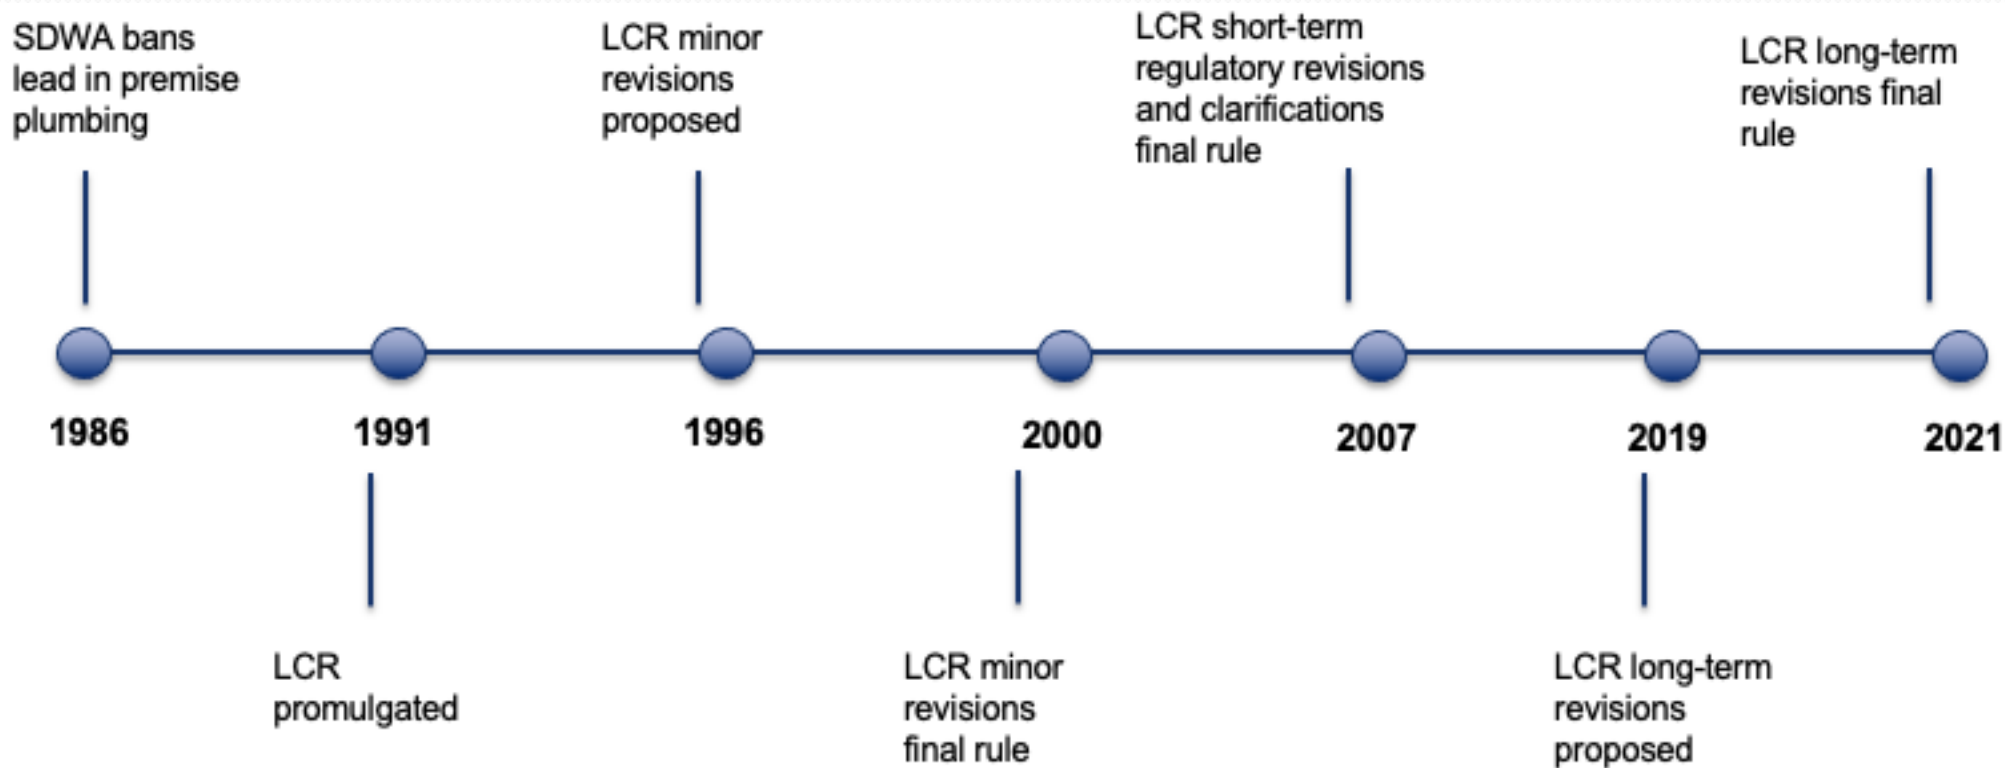 SDWA bans
lead in premise
plumbing
LCR minor
revisions
proposed
LCR short-term
regulatory revisions
and clarifications
final rule
LCR long-term
revisions final
rule
1986
1991
1996
2000
2007
2019
2021
LCR
promulgated
LCR minor
revisions
final rule
LCR long-term
revisions
proposed